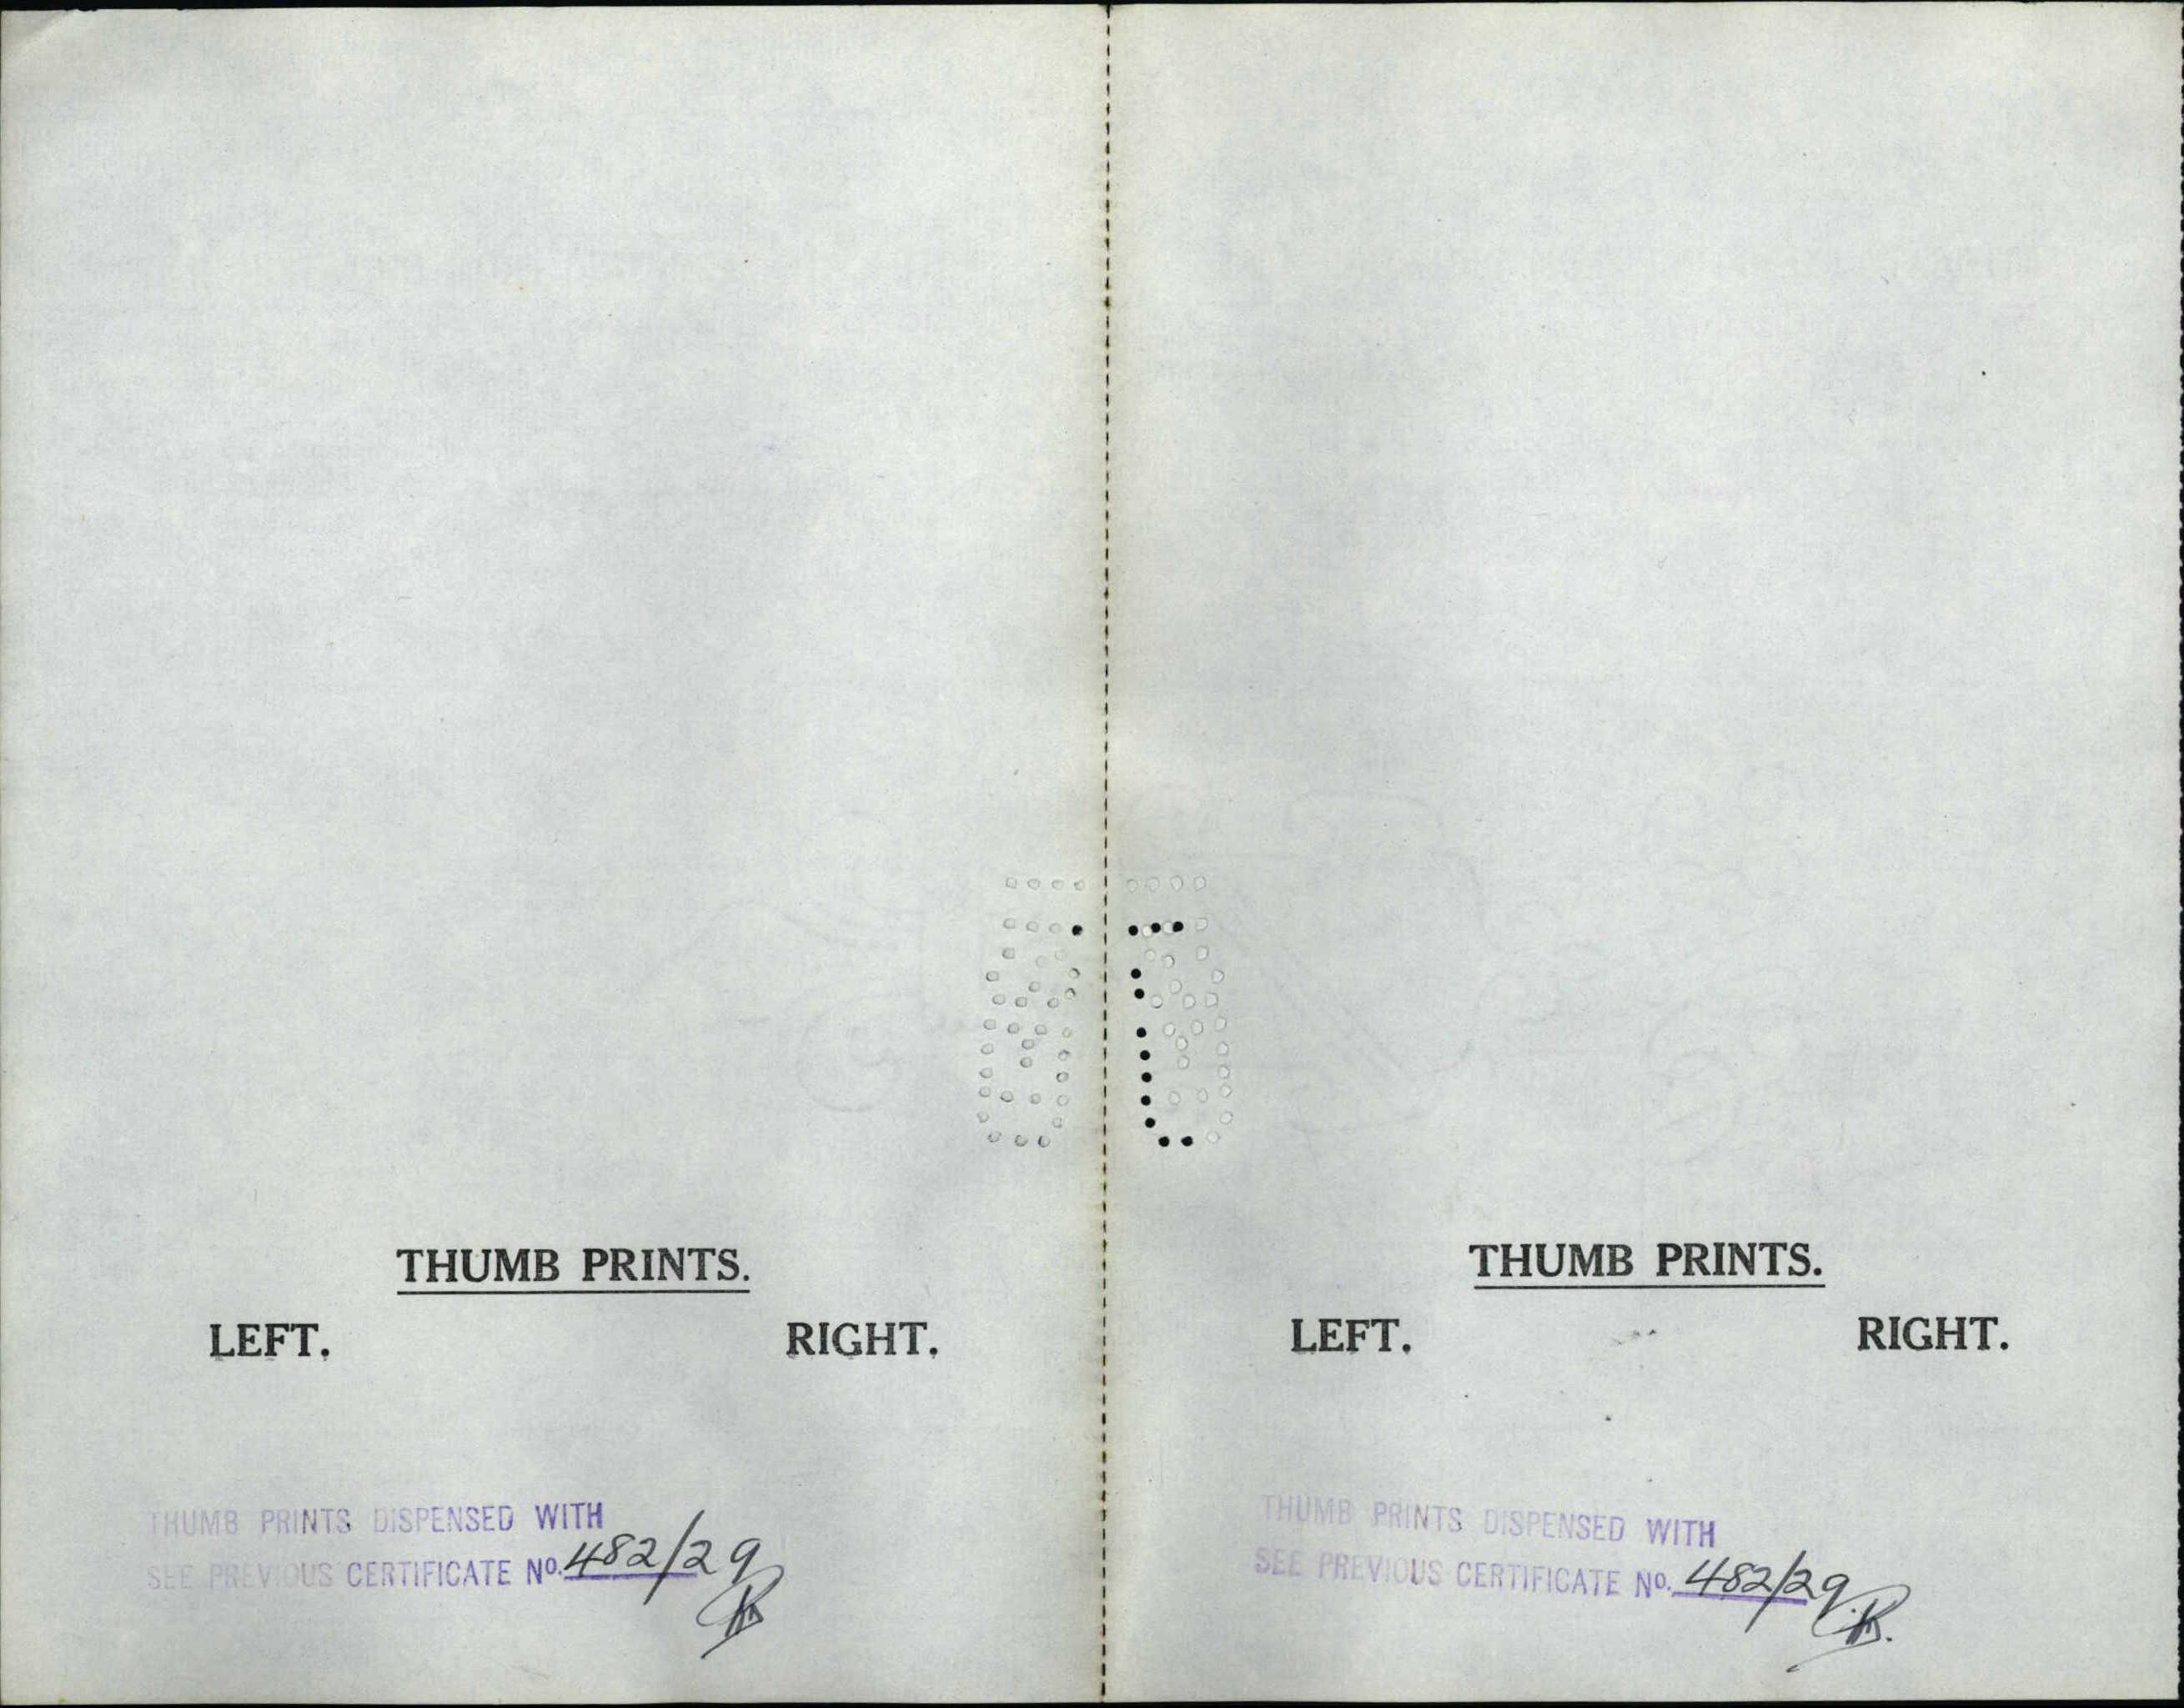 THUMB PRINTS.
LEFT. RIGHT.
THUMB PRINTS DISPENSED WITH
SEE PREVIOUS CERTIFICATE No. 482/29
THUMB PRINTS.
LEFT. RIGHT.
THUMB PRINTS DISPENSED WITH
SEE PREVIOUS CERTIFICATE No. 482/29